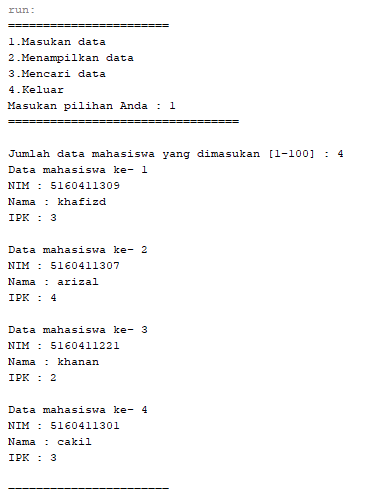 run:
=======================
1.Masukan data
2.Menampilkan data
3.Mencari data
4.Keluar
Masukan pilihan Anda : 1
=================================
Jumlah data mahasiswa yang dimasukan [1-100] : 4
Data mahasiswa ke- 1
NIM : 5160411309
Nama : khafizd
IPK : 3
Data mahasiswa ke- 2
NIM : 5160411307
Nama : arizal
IPK : 4
Data mahasiswa ke- 3
NIM : 5160411221
Nama : khanan
IPK : 2
Data mahasiswa ke- 4
NIM : 5160411301
Nama : cakil
IPK : 3
=======================